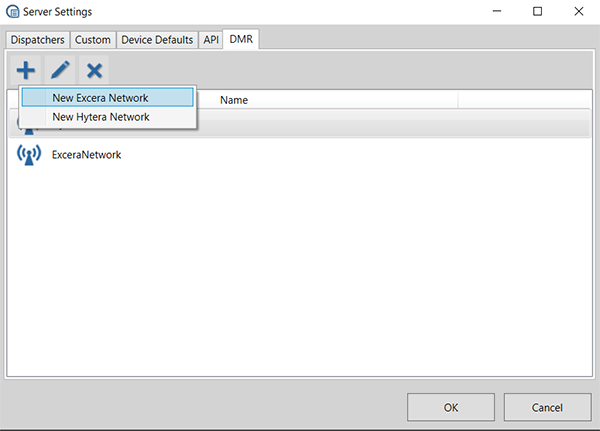 Server Settings
Dispatchers Custom Device Defaults API DMR
New Excera Network
Name
New Hytera Network
ExceraNetwork
OK Cancel